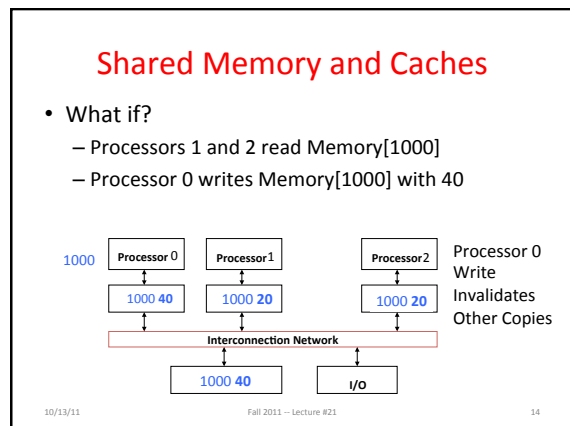 Shared Memory and Caches
• What if?
– Processors 1 and 2 read Memory[1000]
– Processor 0 writes Memory[1000] with 40
1000
Processor 0
Processor 1
Processor 2
1000 40
1000 20
1000 20
Processor 0
Write
Invalidates
Other Copies
Interconnection Network
1000 40
I/O
10/13/11
Fall 2011 -- Lecture #21
14